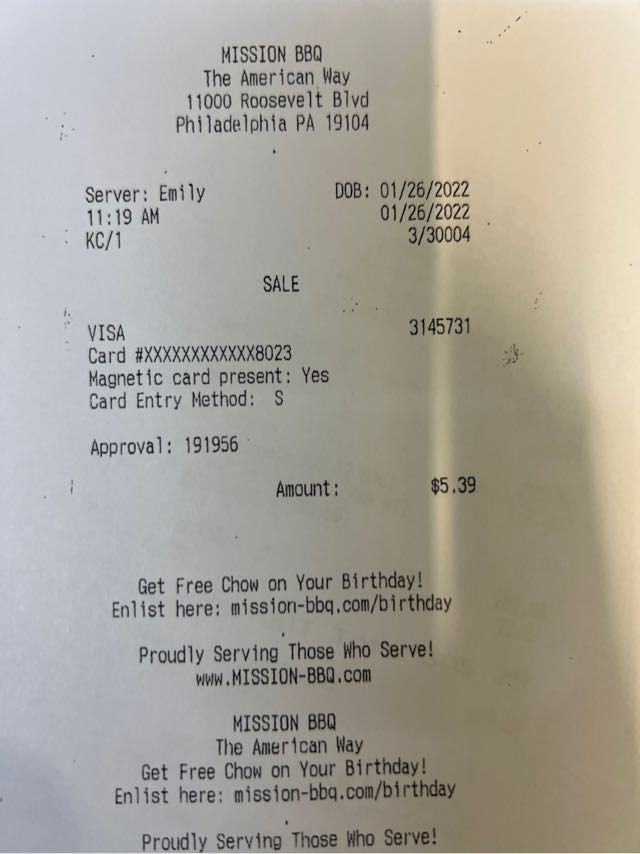 MISSION BBQ
The American Way
11000 Roosevelt Blvd
Philadelphia PA 19104
Server: Emily DOB: 01/26/2022
11:19 AM 01/26/2022
KC/1 3/30004
SALE
VISA 3145731
Card #XXXXXXXXXXXX8023
Magnetic card present: Yes
Card Entry Method: S
Approval: 191956
Amount: $5.39
Get Free Chow on Your Birthday!
Enlist here: mission-bbq.com/birthday
Proudly Serving Those Who Serve!
www.MISSION-BBQ.com
MISSION BBQ
The American Way
Get Free Chow on Your Birthday!
Enlist here: mission-bbq.com/birthday
Proudly Serving Those Who Serve!